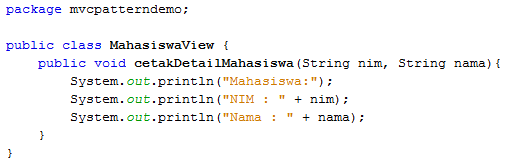 package mvcpatterndemo;
public class MahasiswaView {
public void cetakDetailMahasiswa(String nim, String nama){
System.out.println("Mahasiswa:");
System.out.println("NIM : " + nim);
System.out.println("Nama : " + nama);
}
}